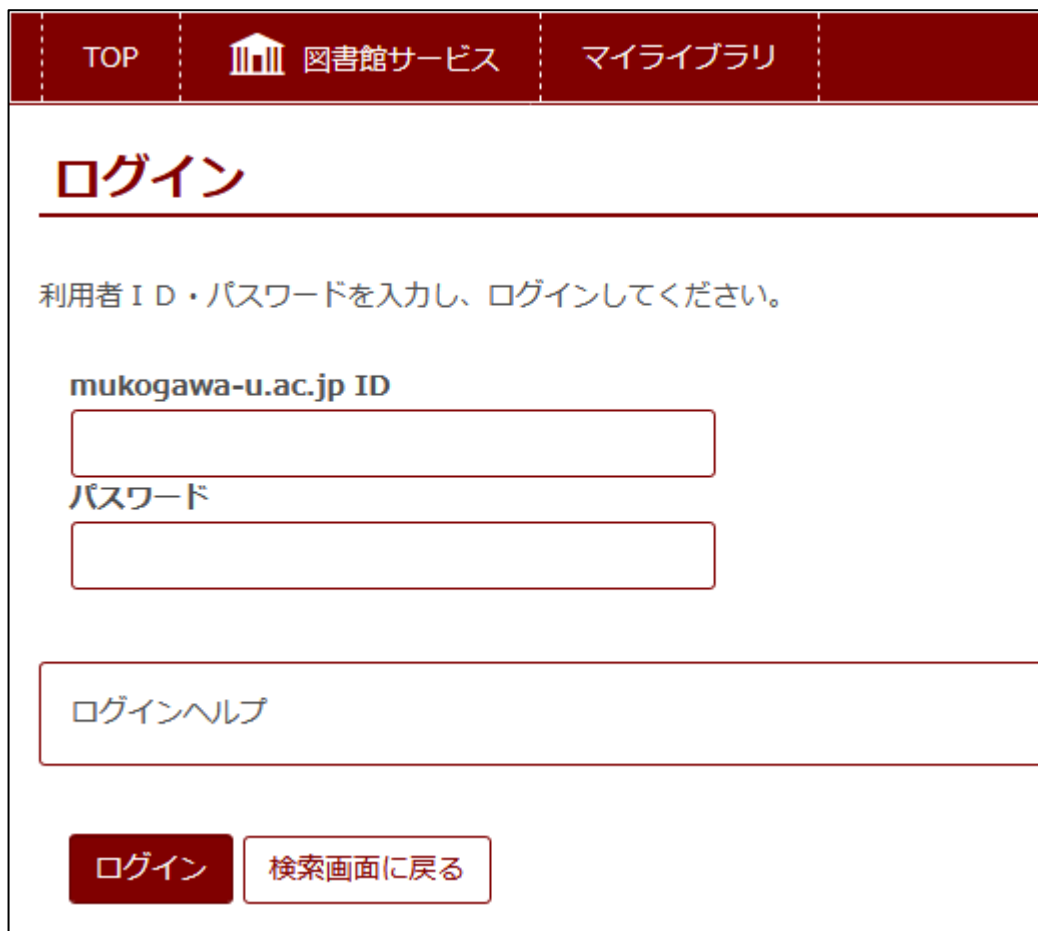 TOP 図書館サービス マイライブラリ
ログイン
利用者ＩＤ・パスワードを入力し、ログインしてください。
mukogawa-u.ac.jp ID
パスワード
ログインヘルプ
ログイン 検索画面に戻る